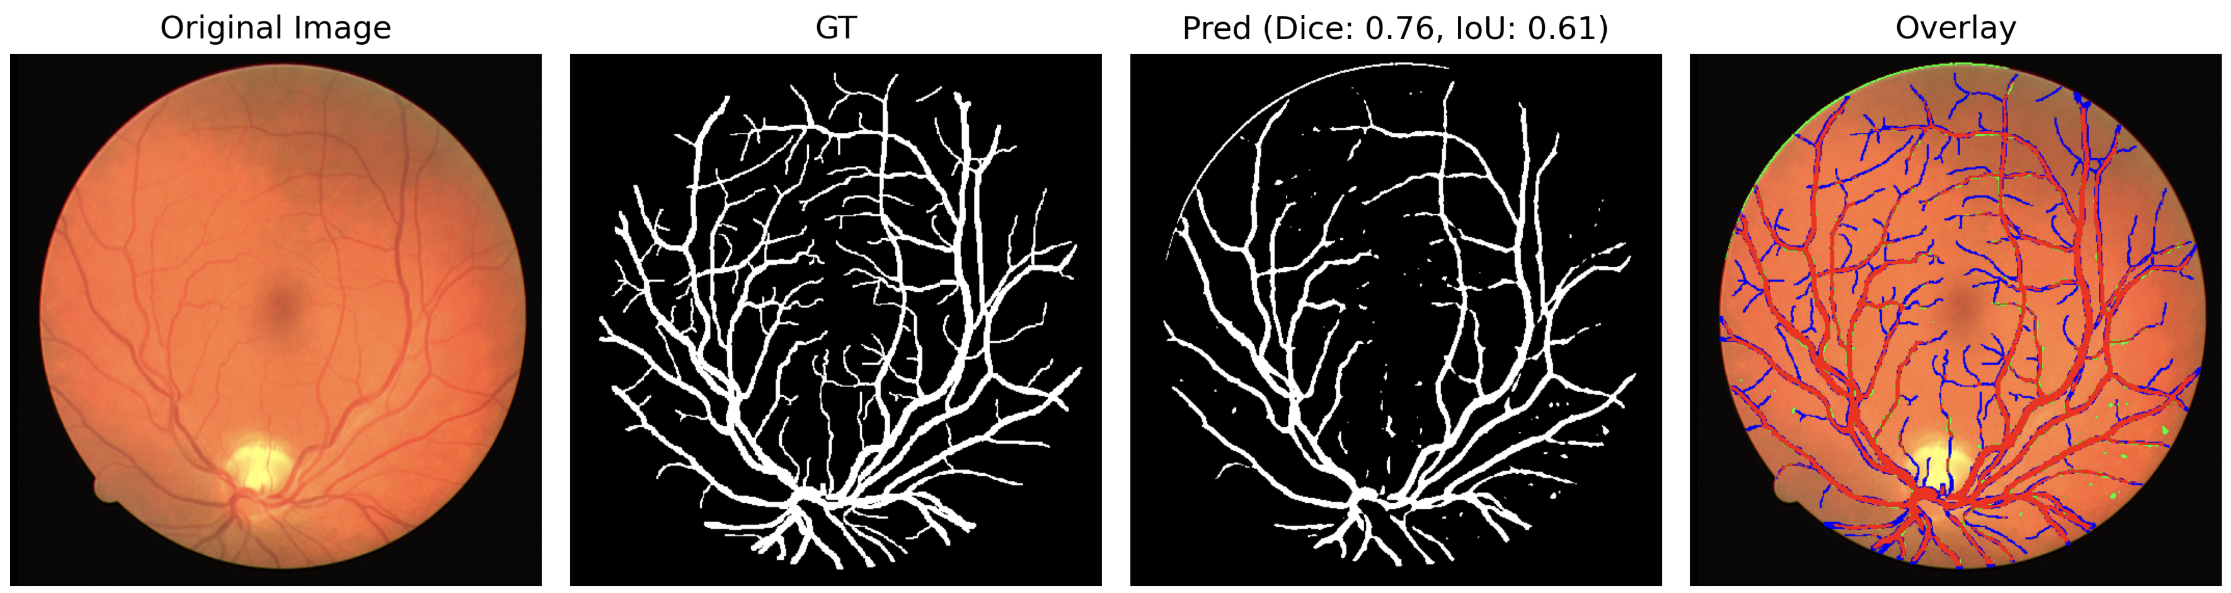 Original Image
GT
Pred (Dice: 0.76, IoU: 0.61)
Overlay